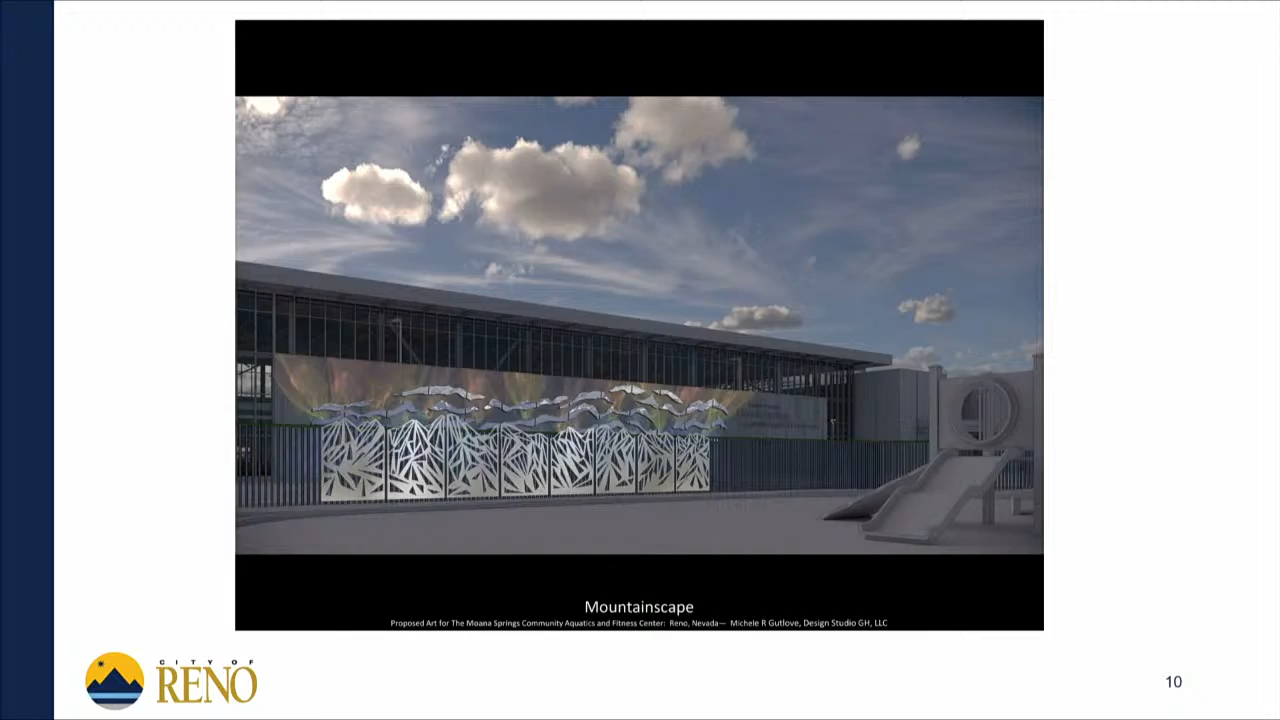 Mountainscape
Proposed Art for The Moana Springs Community Aquatics and Fitness Center: Reno, Nevada— Michele R Gutlove, Design Studio GH, LLC
CITY OF
RENO
10